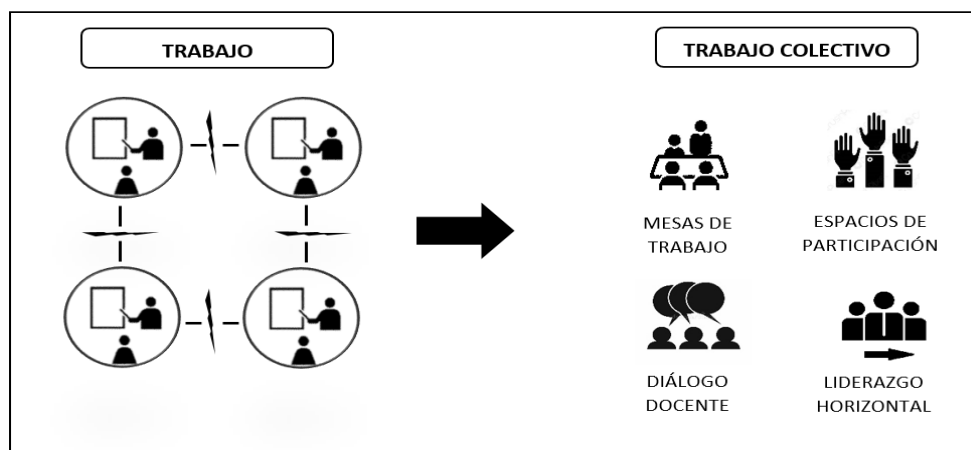 TRABAJO
TRABAJO COLECTIVO
MESAS DE
TRABAJO
ESPACIOS DE
PARTICIPACIÓN
DIÁLOGO
DOCENTE
LIDERAZGO
HORIZONTAL